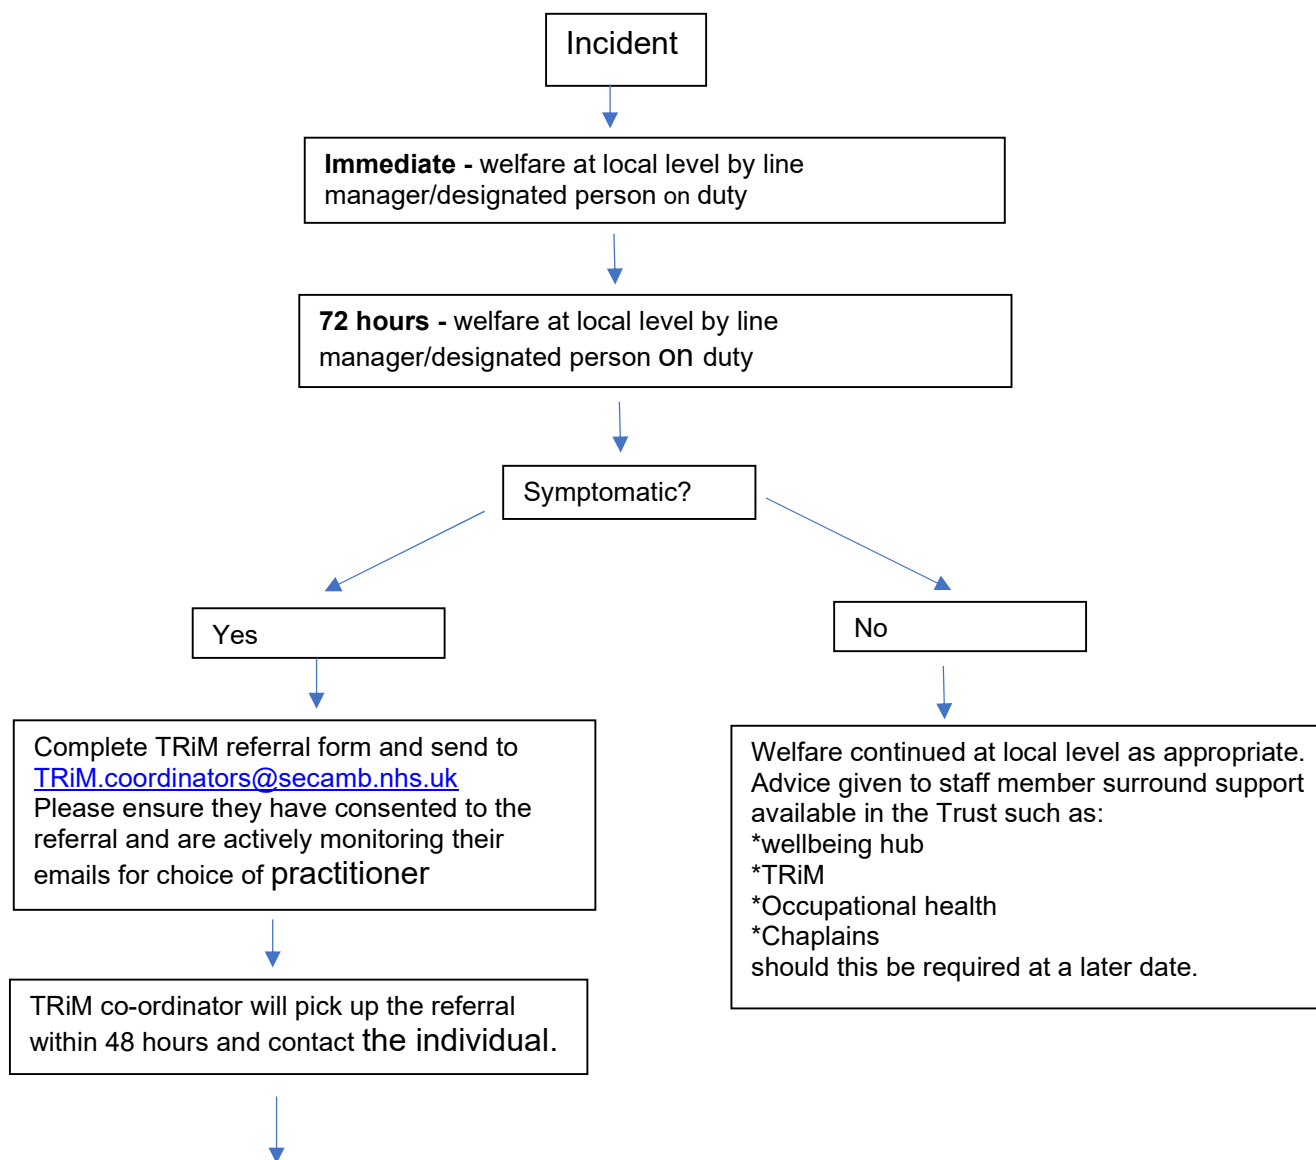 Incident
Immediate - welfare at local level by line
manager/designated person on duty
72 hours - welfare at local level by line
manager/designated person on duty
Symptomatic?
Yes
No
Complete TRiM referral form and send to
TRiM.coordinators@secamb.nhs.uk
Please ensure they have consented to the
referral and are actively monitoring their
emails for choice of practitioner
Welfare continued at local level as appropriate.
Advice given to staff member surround support
available in the Trust such as:
*wellbeing hub
*TRiM
*Occupational health
*Chaplains
should this be required at a later date.
TRiM co-ordinator will pick up the referral
within 48 hours and contact the individual.